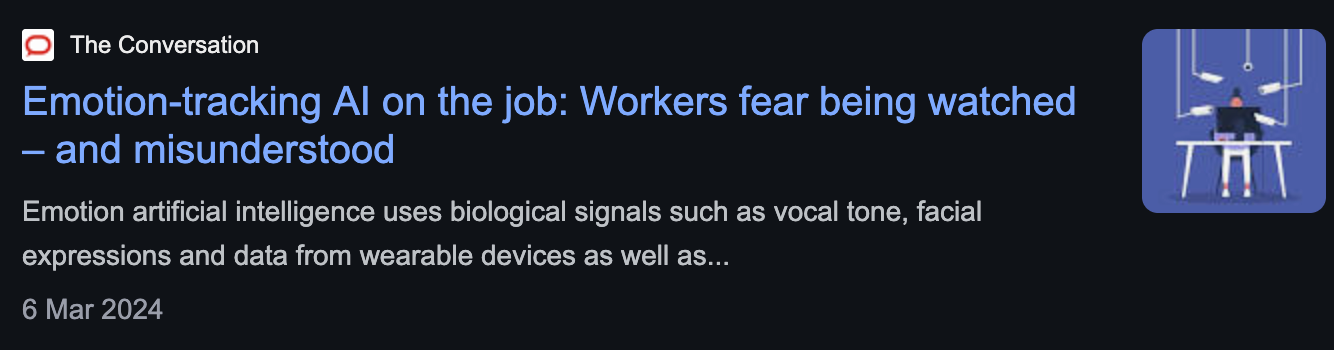 The Conversation
Emotion-tracking AI on the job: Workers fear being watched
– and misunderstood
Emotion artificial intelligence uses biological signals such as vocal tone, facial
expressions and data from wearable devices as well as...
6 Mar 2024